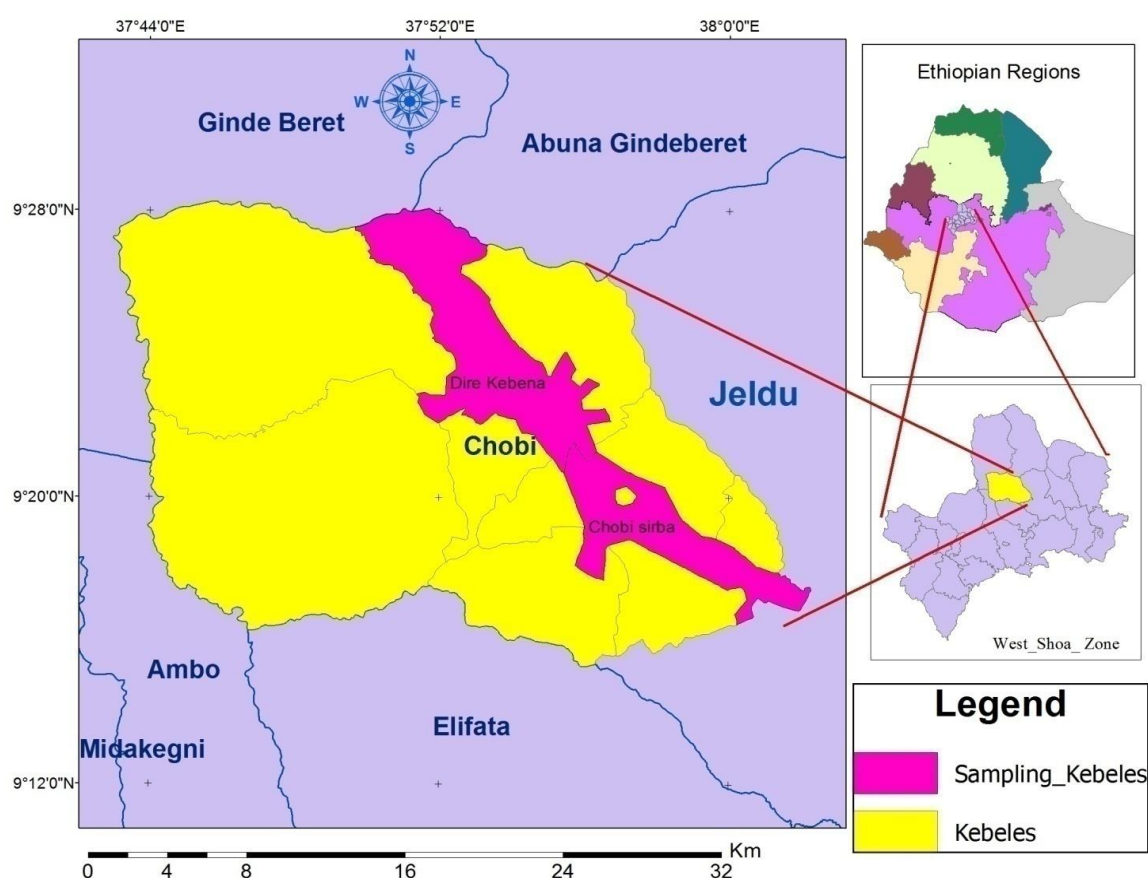 37°44'0"E
37°52'0"E
38°0'0"E
9°28'0"N
9°20'0"N
9°12'0"N
N
W
E
S
Ginde Beret
Abuna Gindeberet
Dire Kebena
Jeldu
Chobi
Chobi sirba
Ambo
Elifata
Midakegni
0 4 8 16 24 32
Km
Ethiopian Regions
West_Shoa_ Zone
Legend
Sampling_Kebeles
Kebeles